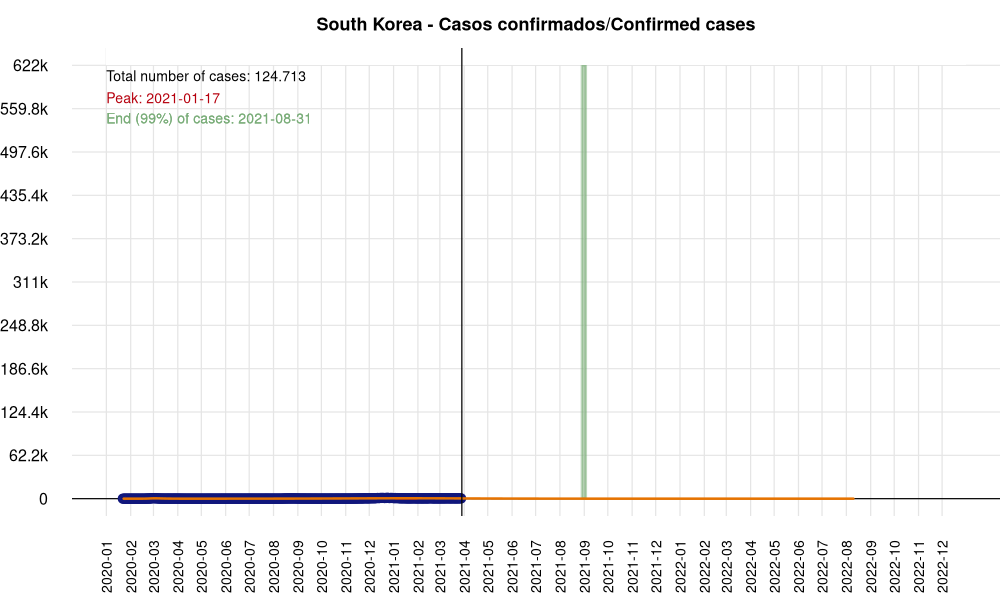 South Korea - Casos confirmados/Confirmed cases
Total number of cases: 124.713
Peak: 2021-01-17
End (99%) of cases: 2021-08-31
622k
559.8k
497.6k
435.4k
373.2k
311k
248.8k
186.6k
124.4k
62.2k
0
2020-01
2020-02
2020-03
2020-04
2020-05
2020-06
2020-07
2020-08
2020-09
2020-10
2020-11
2020-12
2021-01
2021-02
2021-03
2021-04
2021-05
2021-06
2021-07
2021-08
2021-09
2021-10
2021-11
2021-12
2022-01
2022-02
2022-03
2022-04
2022-05
2022-06
2022-07
2022-08
2022-09
2022-10
2022-11
2022-12